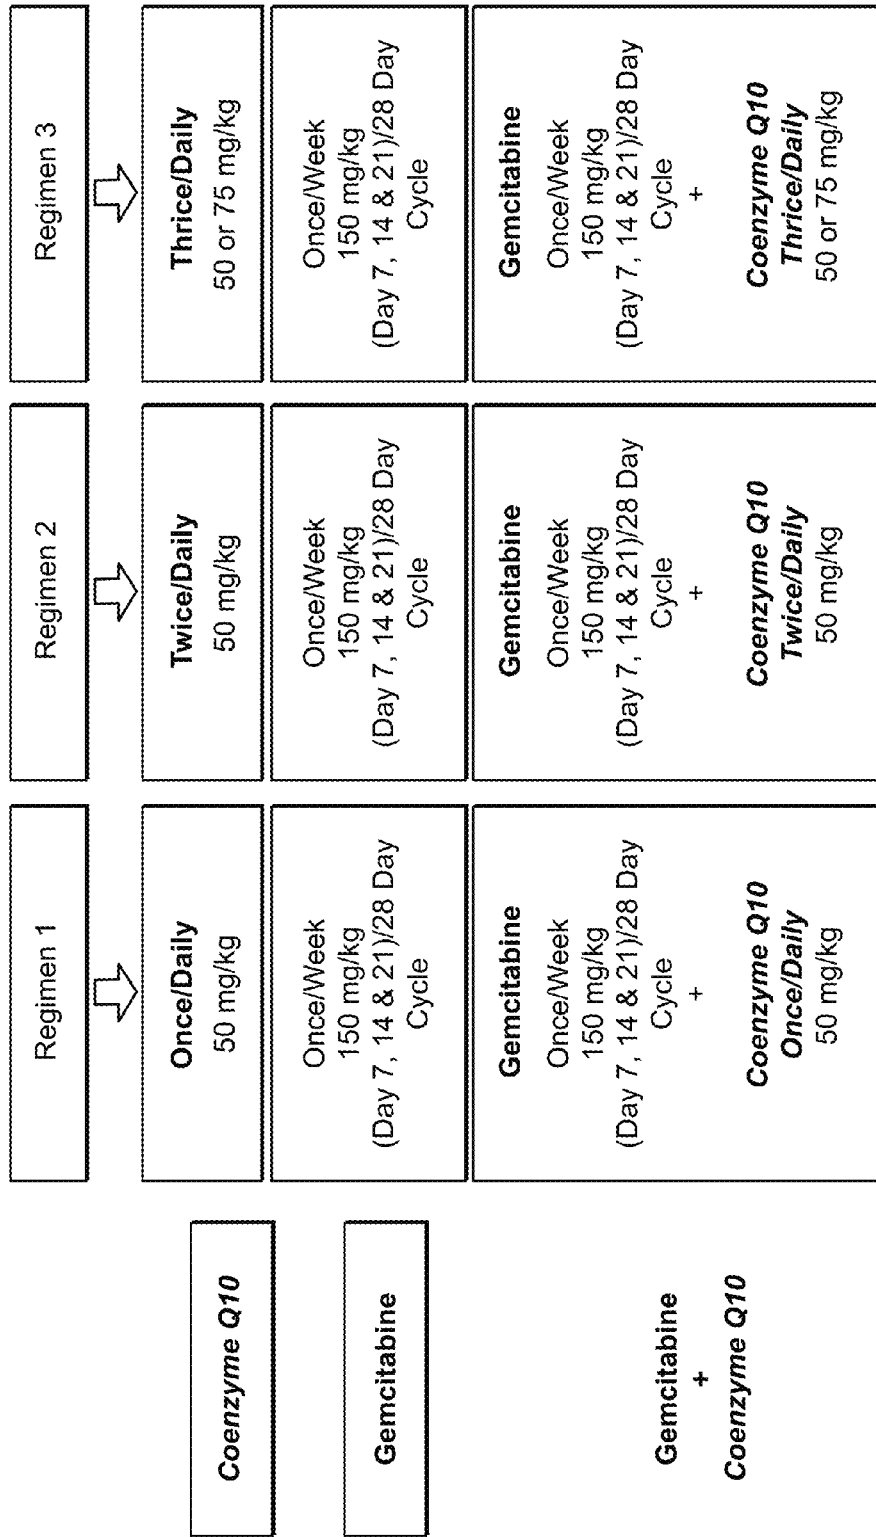 Regimen 1
Regimen 2
Regimen 3
Coenzyme Q10
Once/Daily
50 mg/kg
Twice/Daily
50 mg/kg
Thrice/Daily
50 or 75 mg/kg
Gemcitabine
Once/Week
150 mg/kg
(Day 7, 14 & 21)/28 Day
Cycle
Once/Week
150 mg/kg
(Day 7, 14 & 21)/28 Day
Cycle
Once/Week
150 mg/kg
(Day 7, 14 & 21)/28 Day
Cycle
Gemcitabine
+
Coenzyme Q10
Gemcitabine
Once/Week
150 mg/kg
(Day 7, 14 & 21)/28 Day
Cycle
+
Coenzyme Q10
Once/Daily
50 mg/kg
Gemcitabine
Once/Week
150 mg/kg
(Day 7, 14 & 21)/28 Day
Cycle
+
Coenzyme Q10
Twice/Daily
50 mg/kg
Gemcitabine
Once/Week
150 mg/kg
(Day 7, 14 & 21)/28 Day
Cycle
+
Coenzyme Q10
Thrice/Daily
50 or 75 mg/kg